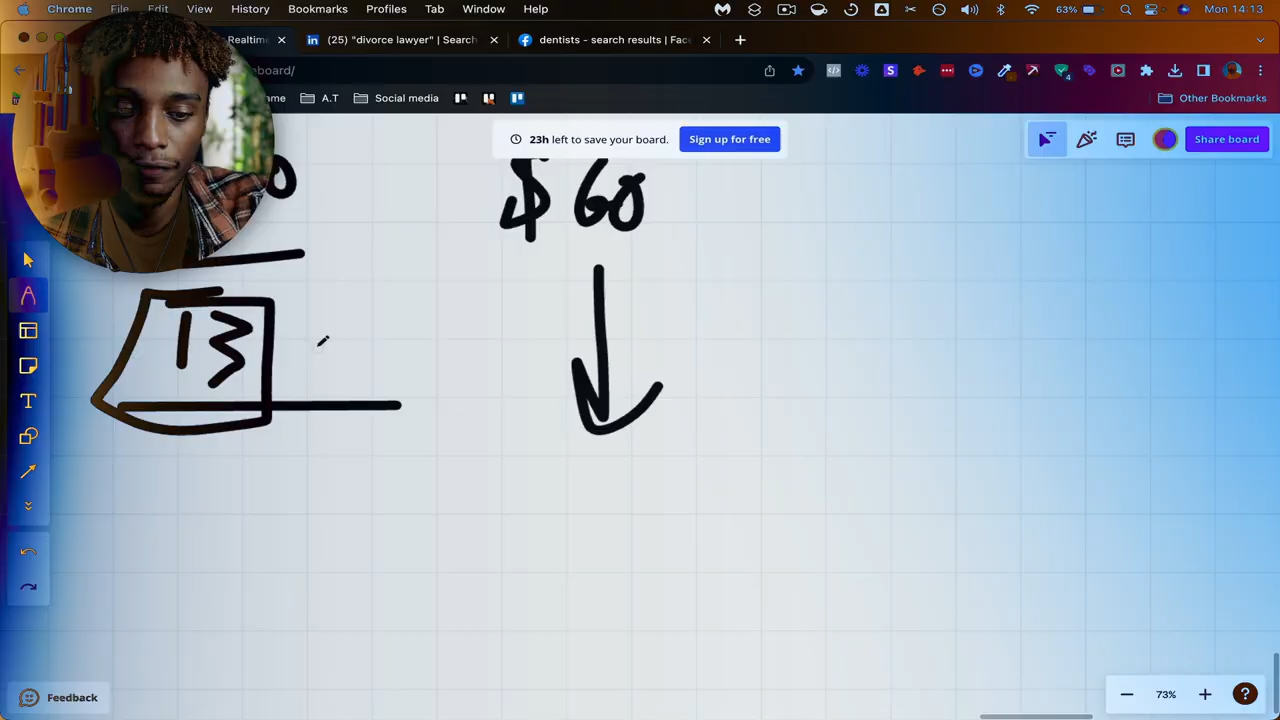 Chrome File Edit View History Bookmarks Profiles Tab Window Help 63% Mon 14:13
Realtime (25) "divorce lawyer" | Search dentists - search results | Face
eboard/
me A.T Social media Other Bookmarks
23h left to save your board. Sign up for free Share board
$60
13
T
Feedback
73% ?